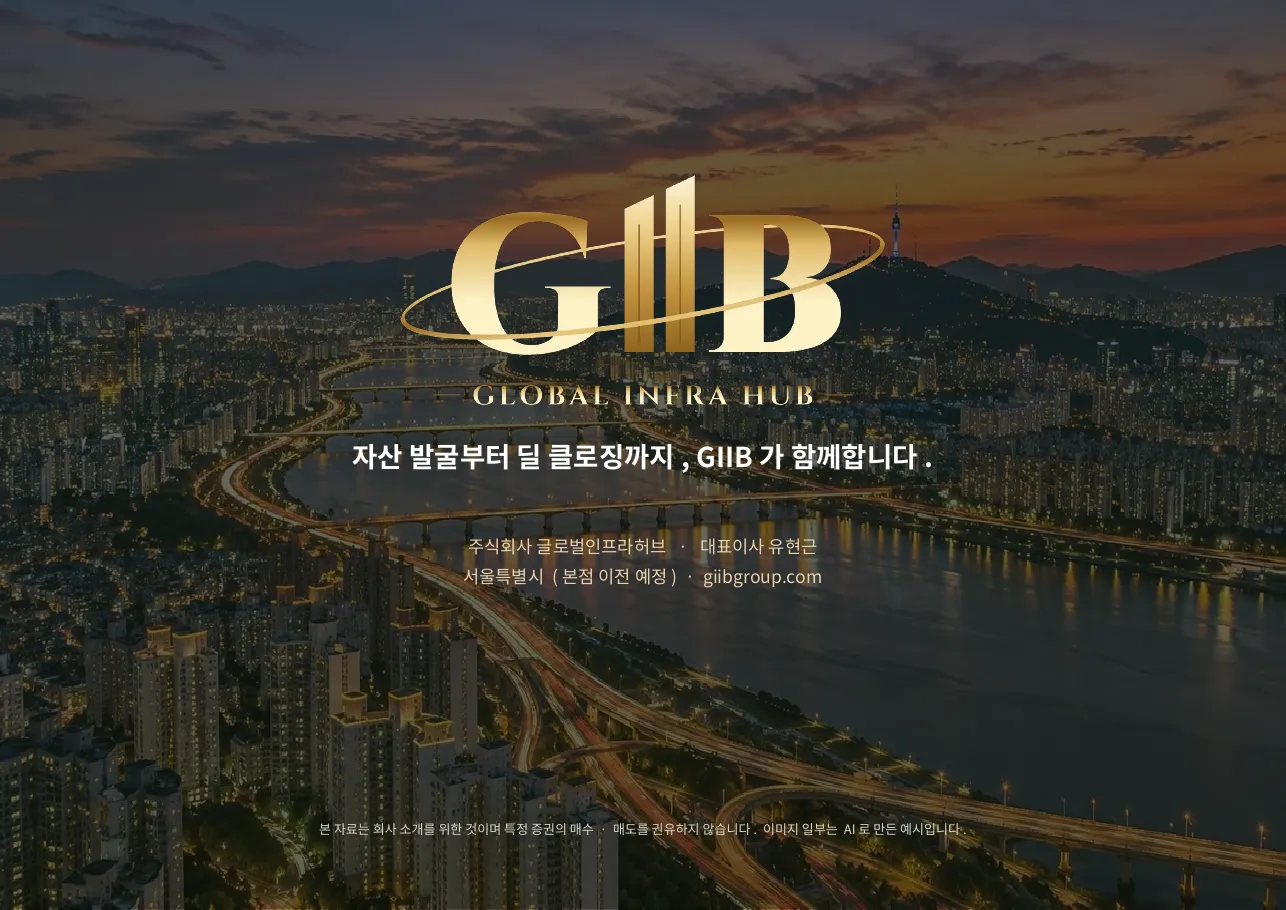 GIIB
GLOBAL INFRA HUB
자산 발굴부터 딜 클로징까지 , GIIB 가 함께합니다 .
주식회사 글로벌인프라허브 · 대표이사 유현근
서울특별시 ( 본점 이전 예정 ) · giibgroup.com
본 자료는 회사 소개를 위한 것이며 특정 증권의 매수 · 매도를 권유하지 않습니다 . 이미지 일부는 AI 로 만든 예시입니다 .